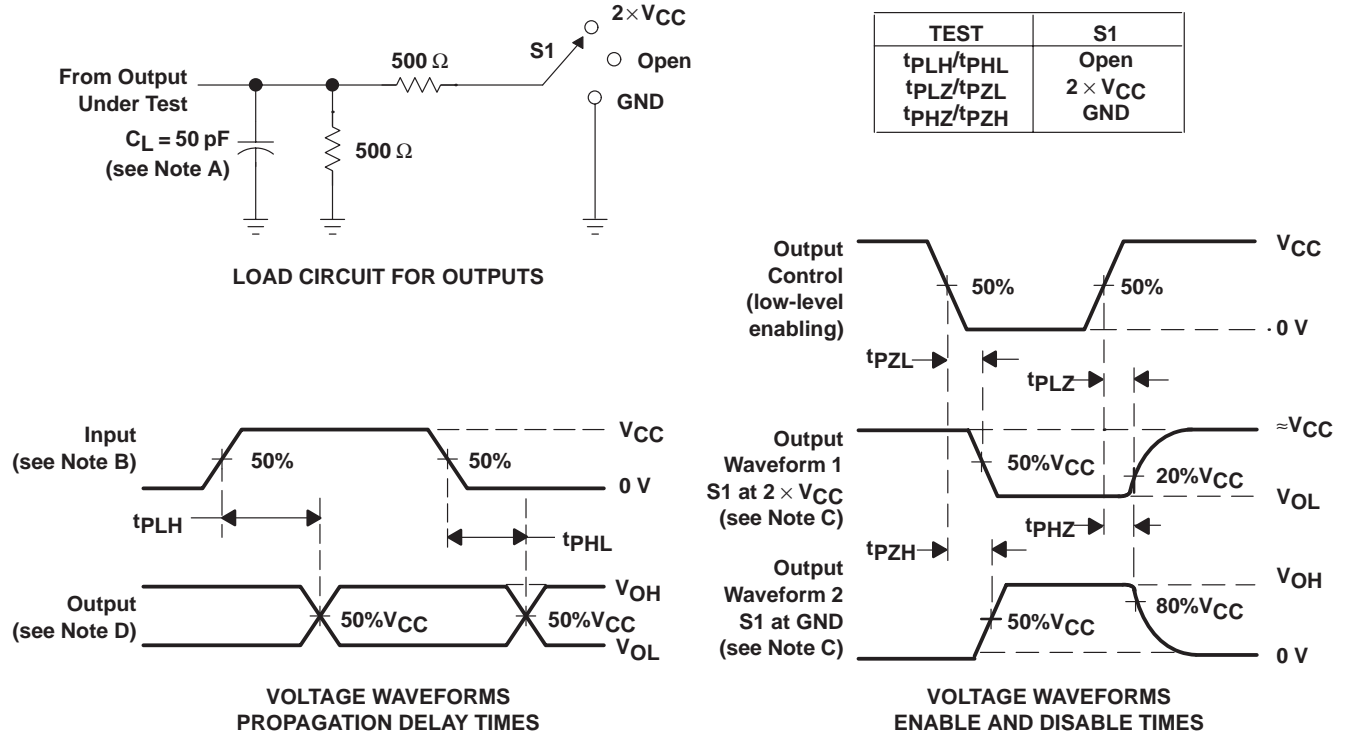 2 × VCC
S1
Open
500 Ω
From Output
Under Test
GND
CL = 50 pF
(see Note A)
500 Ω
LOAD CIRCUIT FOR OUTPUTS
TEST S1
tPLH/tPHL Open
tPLZ/tPZL 2 × VCC
tPHZ/tPZH GND
Input
(see Note B)
50%
50%
VCC
0 V
tPLH
tPHL
Output
(see Note D)
50%VCC
50%VCC
VOH
VOL
VOLTAGE WAVEFORMS
PROPAGATION DELAY TIMES
Output
Control
(low-level
enabling)
50%
50%
VCC
0 V
tPZL
tPLZ
Output
Waveform 1
S1 at 2 × VCC
(see Note C)
50%VCC
20%VCC
≈VCC
VOL
tPHZ
tPZH
Output
Waveform 2
S1 at GND
(see Note C)
50%VCC
80%VCC
VOH
0 V
VOLTAGE WAVEFORMS
ENABLE AND DISABLE TIMES